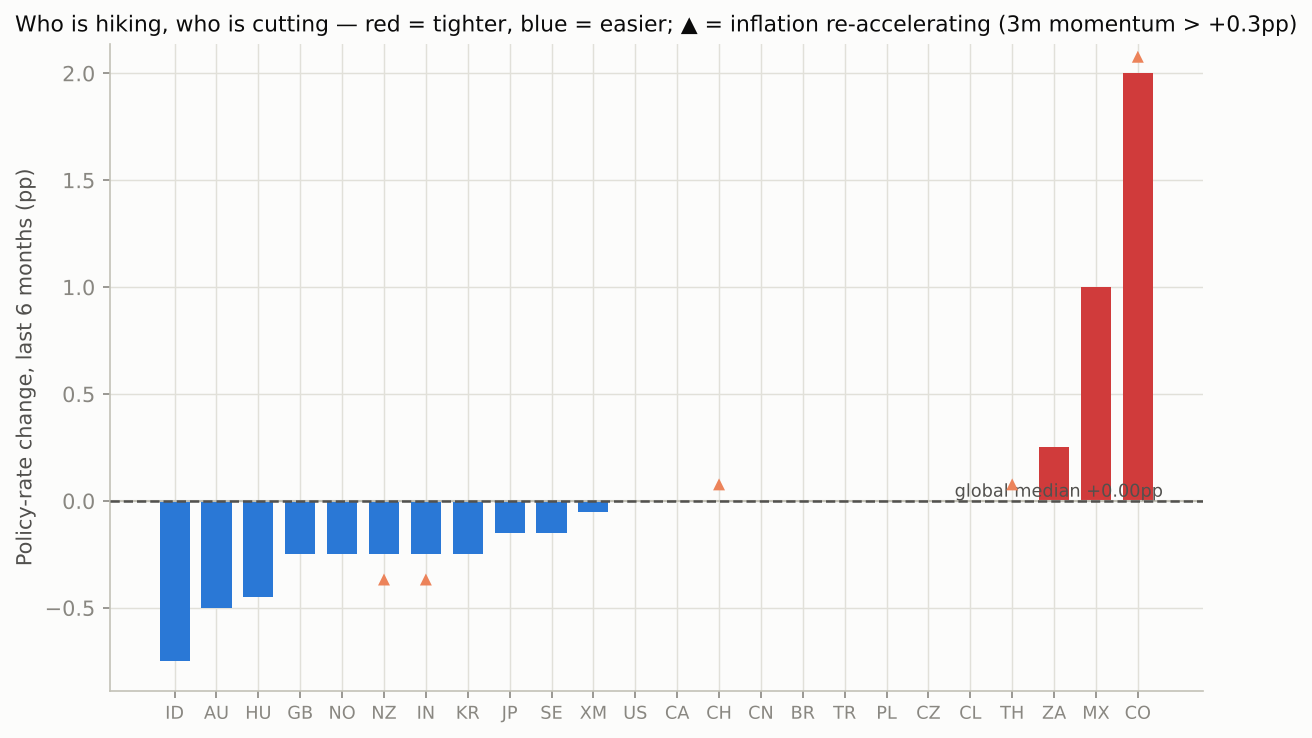 Who is hiking, who is cutting — red = tighter, blue = easier; ▲ = inflation re-accelerating (3m momentum > +0.3pp)
Policy-rate change, last 6 months (pp)
2.0
1.5
1.0
0.5
0.0
−0.5
global median +0.00pp
ID AU HU GB NO NZ IN KR JP SE XM US CA CH CN BR TR PL CZ CL TH ZA MX CO